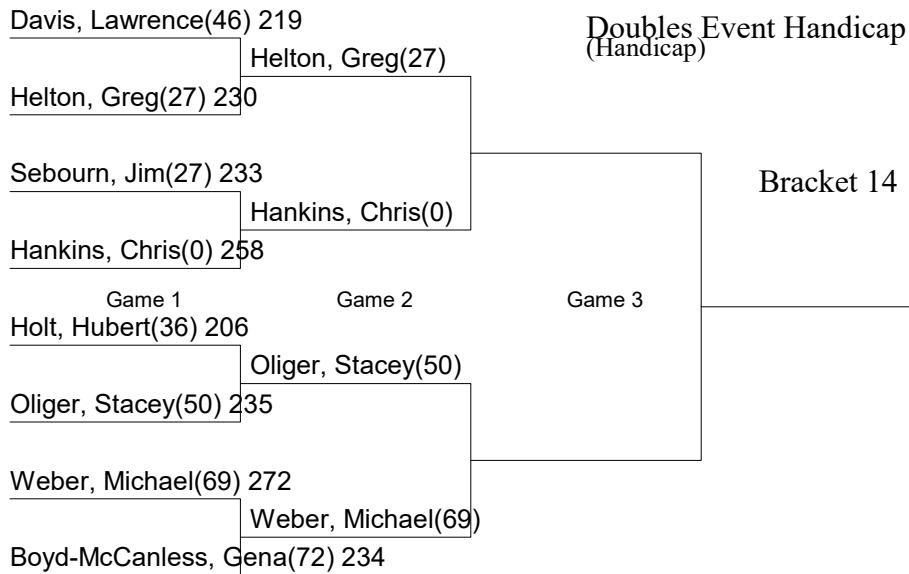 Davis, Lawrence(46) 219
Doubles Event Handicap
(Handicap)
Helton, Greg(27)
Helton, Greg(27) 230
Sebourn, Jim(27) 233
Bracket 14
Hankins, Chris(0)
Hankins, Chris(0) 258
Game 1
Game 2
Game 3
Holt, Hubert(36) 206
Oliger, Stacey(50)
Oliger, Stacey(50) 235
Weber, Michael(69) 272
Weber, Michael(69)
Boyd-McCanless, Gena(72) 234